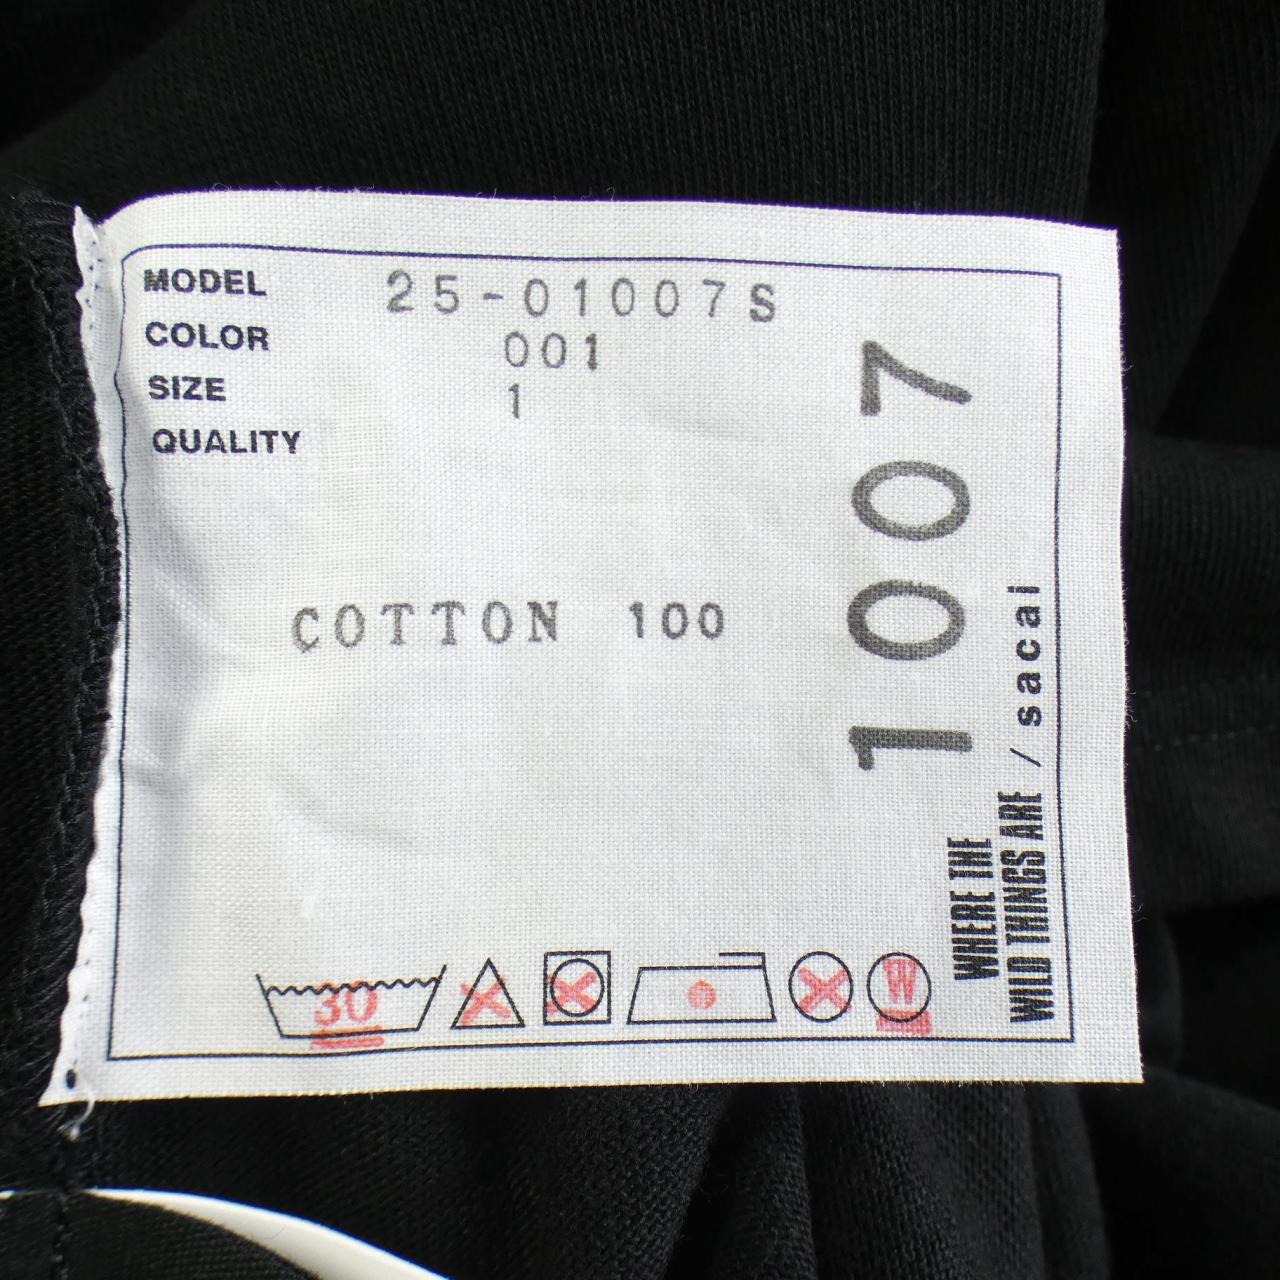 MODEL 25-01007S
COLOR 001
SIZE 1
QUALITY
COTTON 100
1007
WHERE THE
WILD THINGS ARE / sacai
30
W